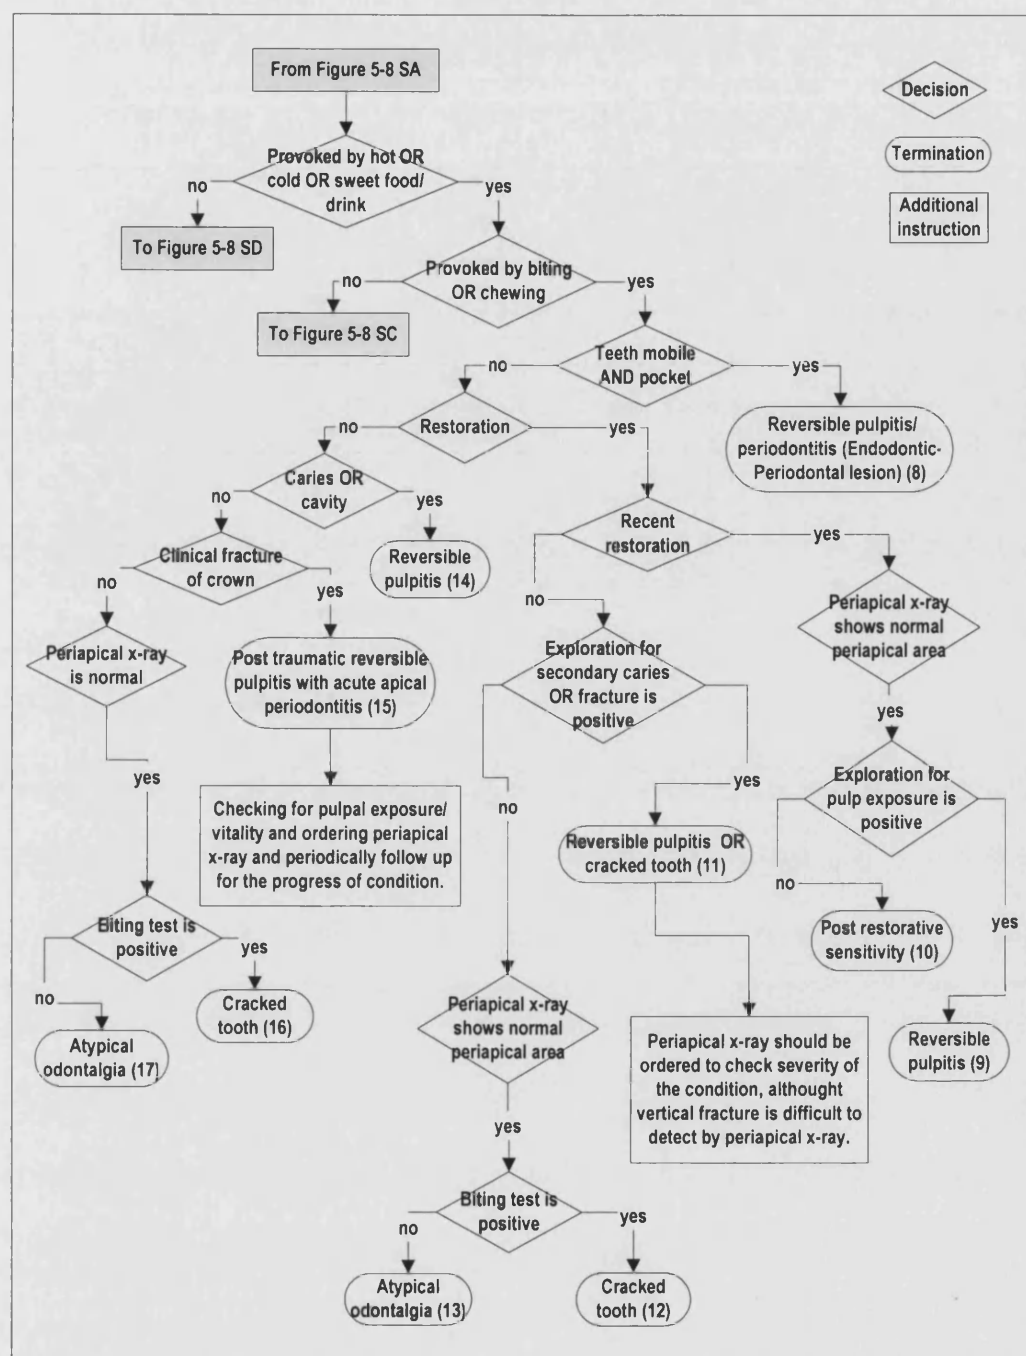 From Figure 5-8 SA
Decision
Provoked by hot OR
cold OR sweet food/
drink
no
yes
Termination
Additional
instruction
To Figure 5-8 SD
Provoked by biting
OR chewing
no
yes
To Figure 5-8 SC
Teeth mobile
AND pocket
no
yes
Restoration
no
yes
Reversible pulpitis/
periodontitis (Endodontic-
Periodontal lesion) (8)
Caries OR
cavity
no
yes
Recent
restoration
no
yes
Clinical fracture
of crown
no
yes
Reversible
pulpitis (14)
Periapical x-ray
shows normal
periapical area
yes
Periapical x-ray
is normal
yes
Post traumatic reversible
pulpitis with acute apical
periodontitis (15)
Exploration for
secondary caries
OR fracture is
positive
no
yes
Exploration for
pulp exposure is
positive
no
yes
Checking for pulpal exposure/
vitality and ordering periapical
x-ray and periodically follow up
for the progress of condition.
Reversible pulpitis OR
cracked tooth (11)
Post restorative
sensitivity (10)
Biting test is
positive
no
yes
Cracked
tooth (16)
Atypical
odontalgia (17)
Periapical x-ray
shows normal
periapical area
yes
Periapical x-ray should be
ordered to check severity of
the condition, althought
vertical fracture is difficult to
detect by periapical x-ray.
Reversible
pulpitis (9)
Biting test is
positive
no
yes
Atypical
odontalgia (13)
Cracked
tooth (12)